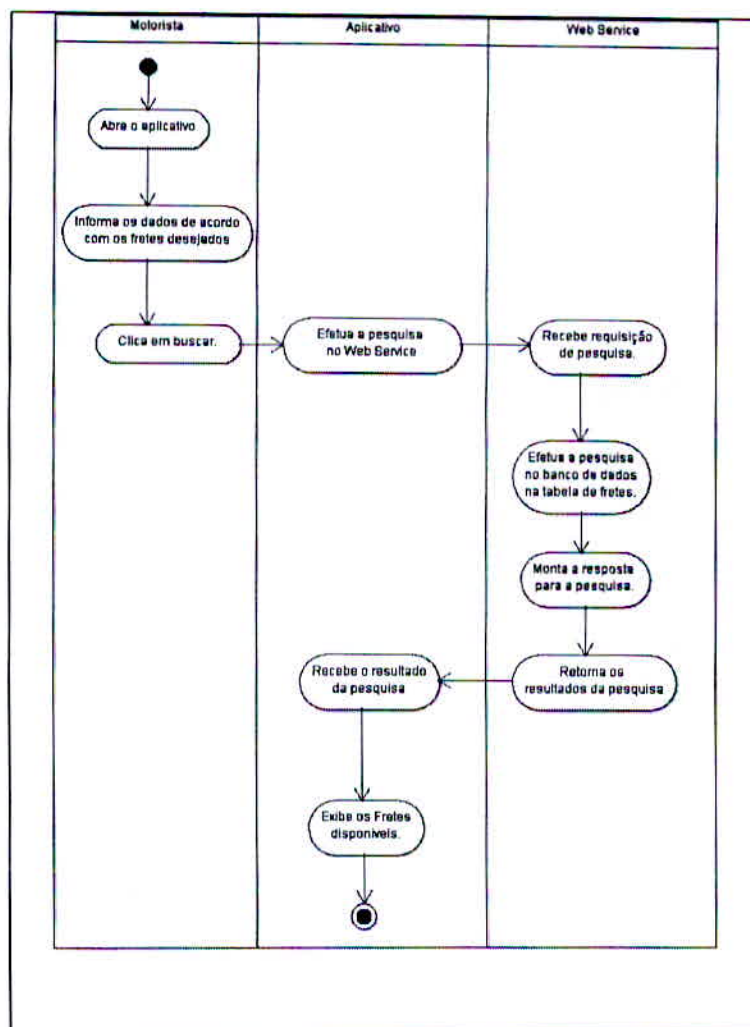 Motorista
Aplicativo
Web Service
Abre o aplicativo
Informa os dados de acordo
com os fretes desejados
Clica em buscar.
Efetua a pesquisa
no Web Service
Recebe requisição
de pesquisa.
Efetua a pesquisa
no banco de dados
na tabela de fretes.
Monta a resposta
para a pesquisa.
Retorna os
resultados da pesquisa
Recebe o resultado
da pesquisa
Exibe os Fretes
disponíveis.